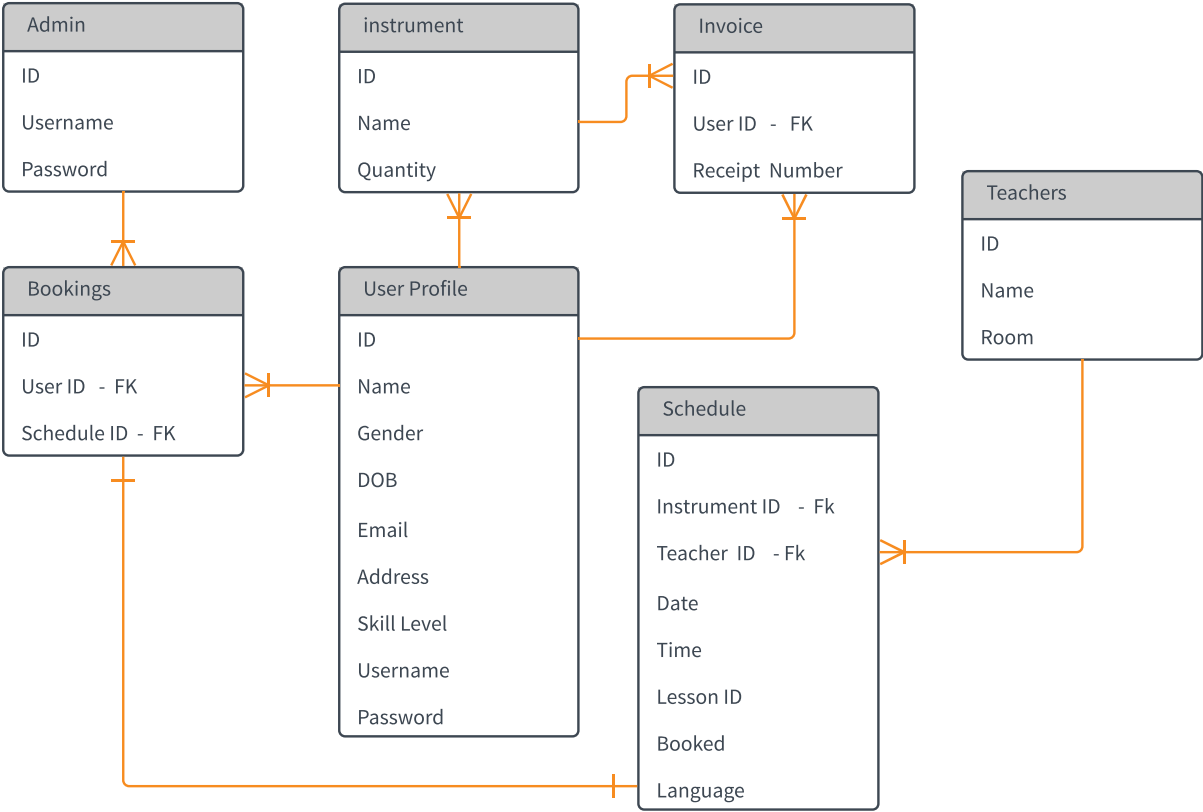 Admin
ID
Username
Password
instrument
ID
Name
Quantity
Invoice
ID
User ID - FK
Receipt Number
Teachers
ID
Name
Room
Bookings
ID
User ID - FK
Schedule ID - FK
User Profile
ID
Name
Gender
DOB
Email
Address
Skill Level
Username
Password
Schedule
ID
Instrument ID - Fk
Teacher ID - Fk
Date
Time
Lesson ID
Booked
Language